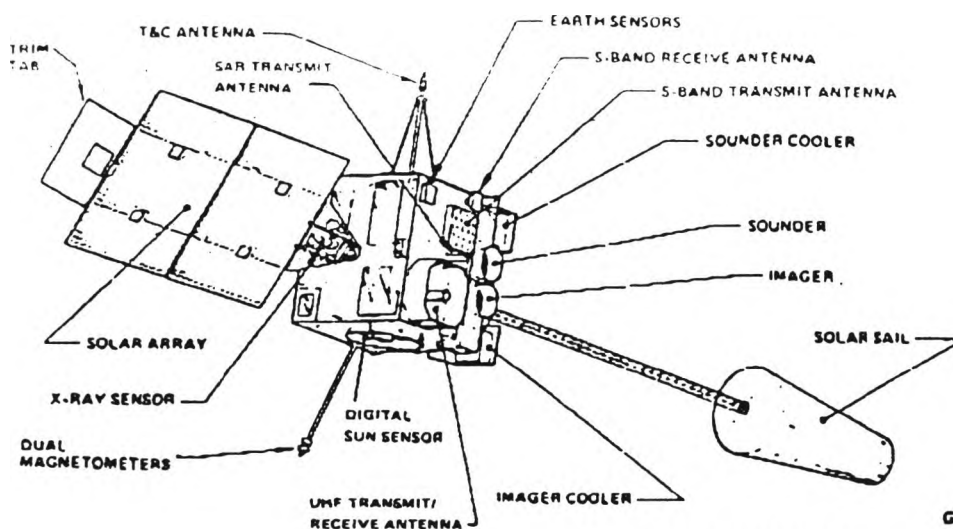 EARTH SENSORS
T&C ANTENNA
S-BAND RECEIVE ANTENNA
TRIM
TAB
SAR TRANSMIT
ANTENNA
S-BAND TRANSMIT ANTENNA
SOUNDER COOLER
SOUNDER
IMAGER
SOLAR ARRAY
SOLAR SAIL
X-RAY SENSOR
DIGITAL
SUN SENSOR
DUAL
MAGNETOMETERS
IMAGER COOLER
UHF TRANSMIT/
RECEIVE ANTENNA
G